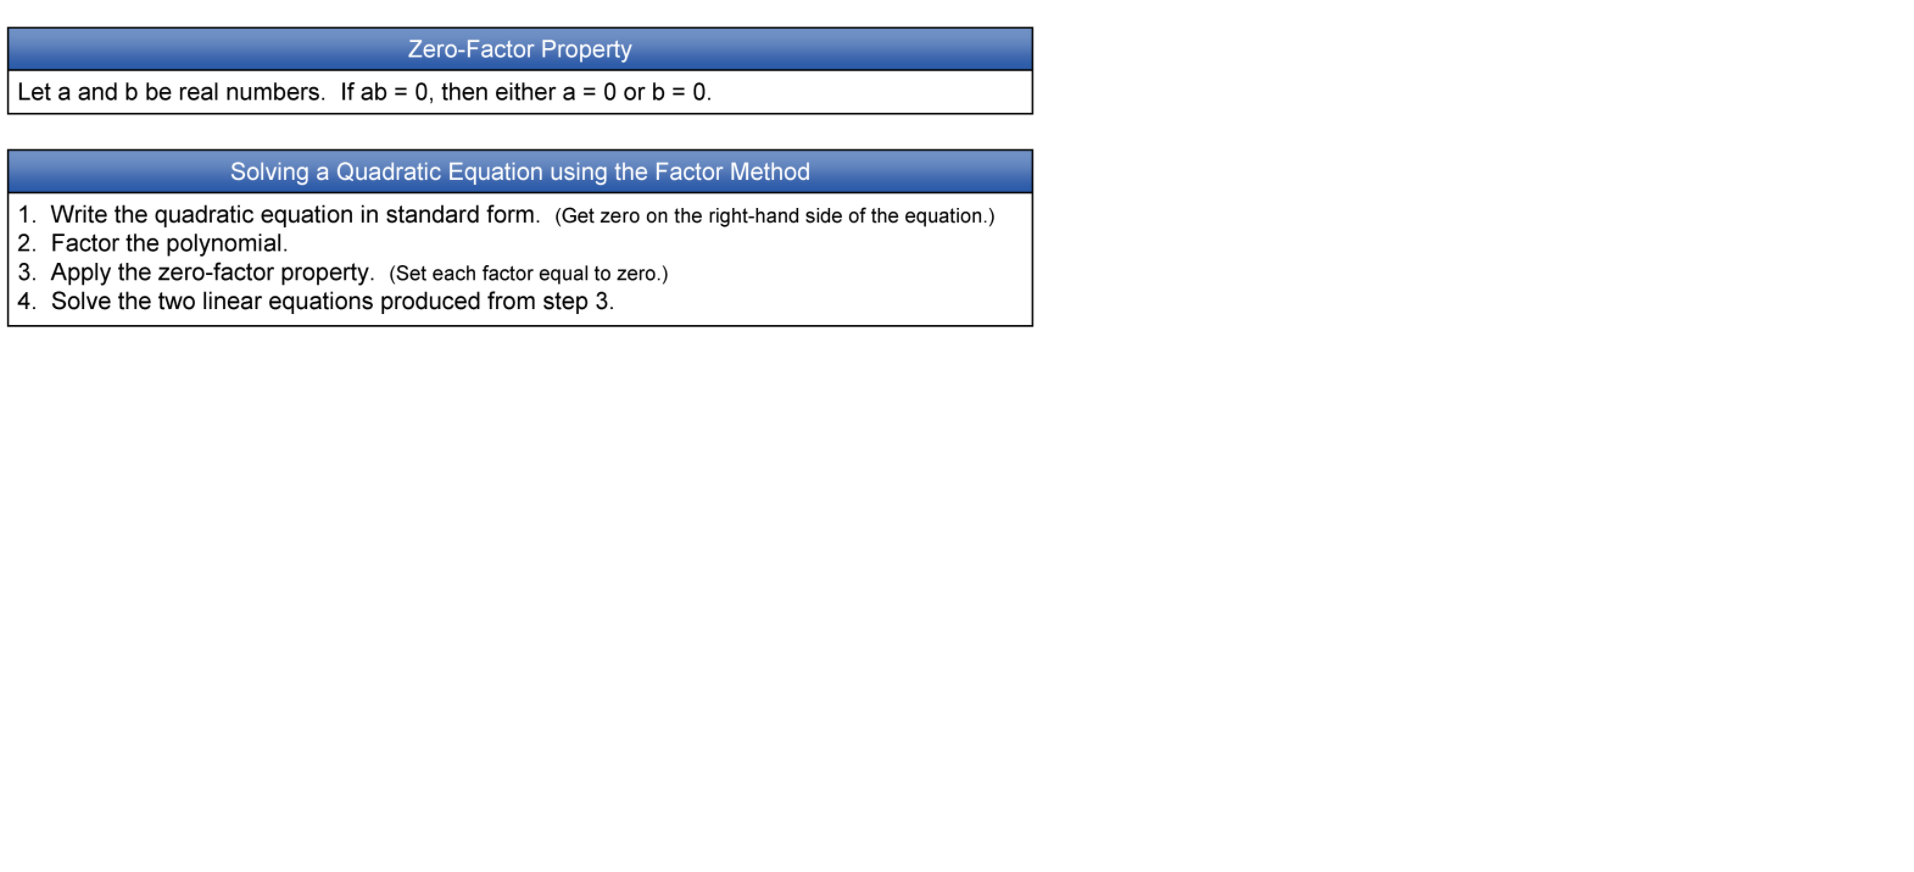 Zero-Factor Property
Let a and b be real numbers.  If ab = 0, then either a = 0 or b = 0.
Solving a Quadratic Equation using the Factor Method
1.  Write the quadratic equation in standard form.  (Get zero on the right-hand side of the equation.)
2.  Factor the polynomial.
3.  Apply the zero-factor property.  (Set each factor equal to zero.)
4.  Solve the two linear equations produced from step 3.